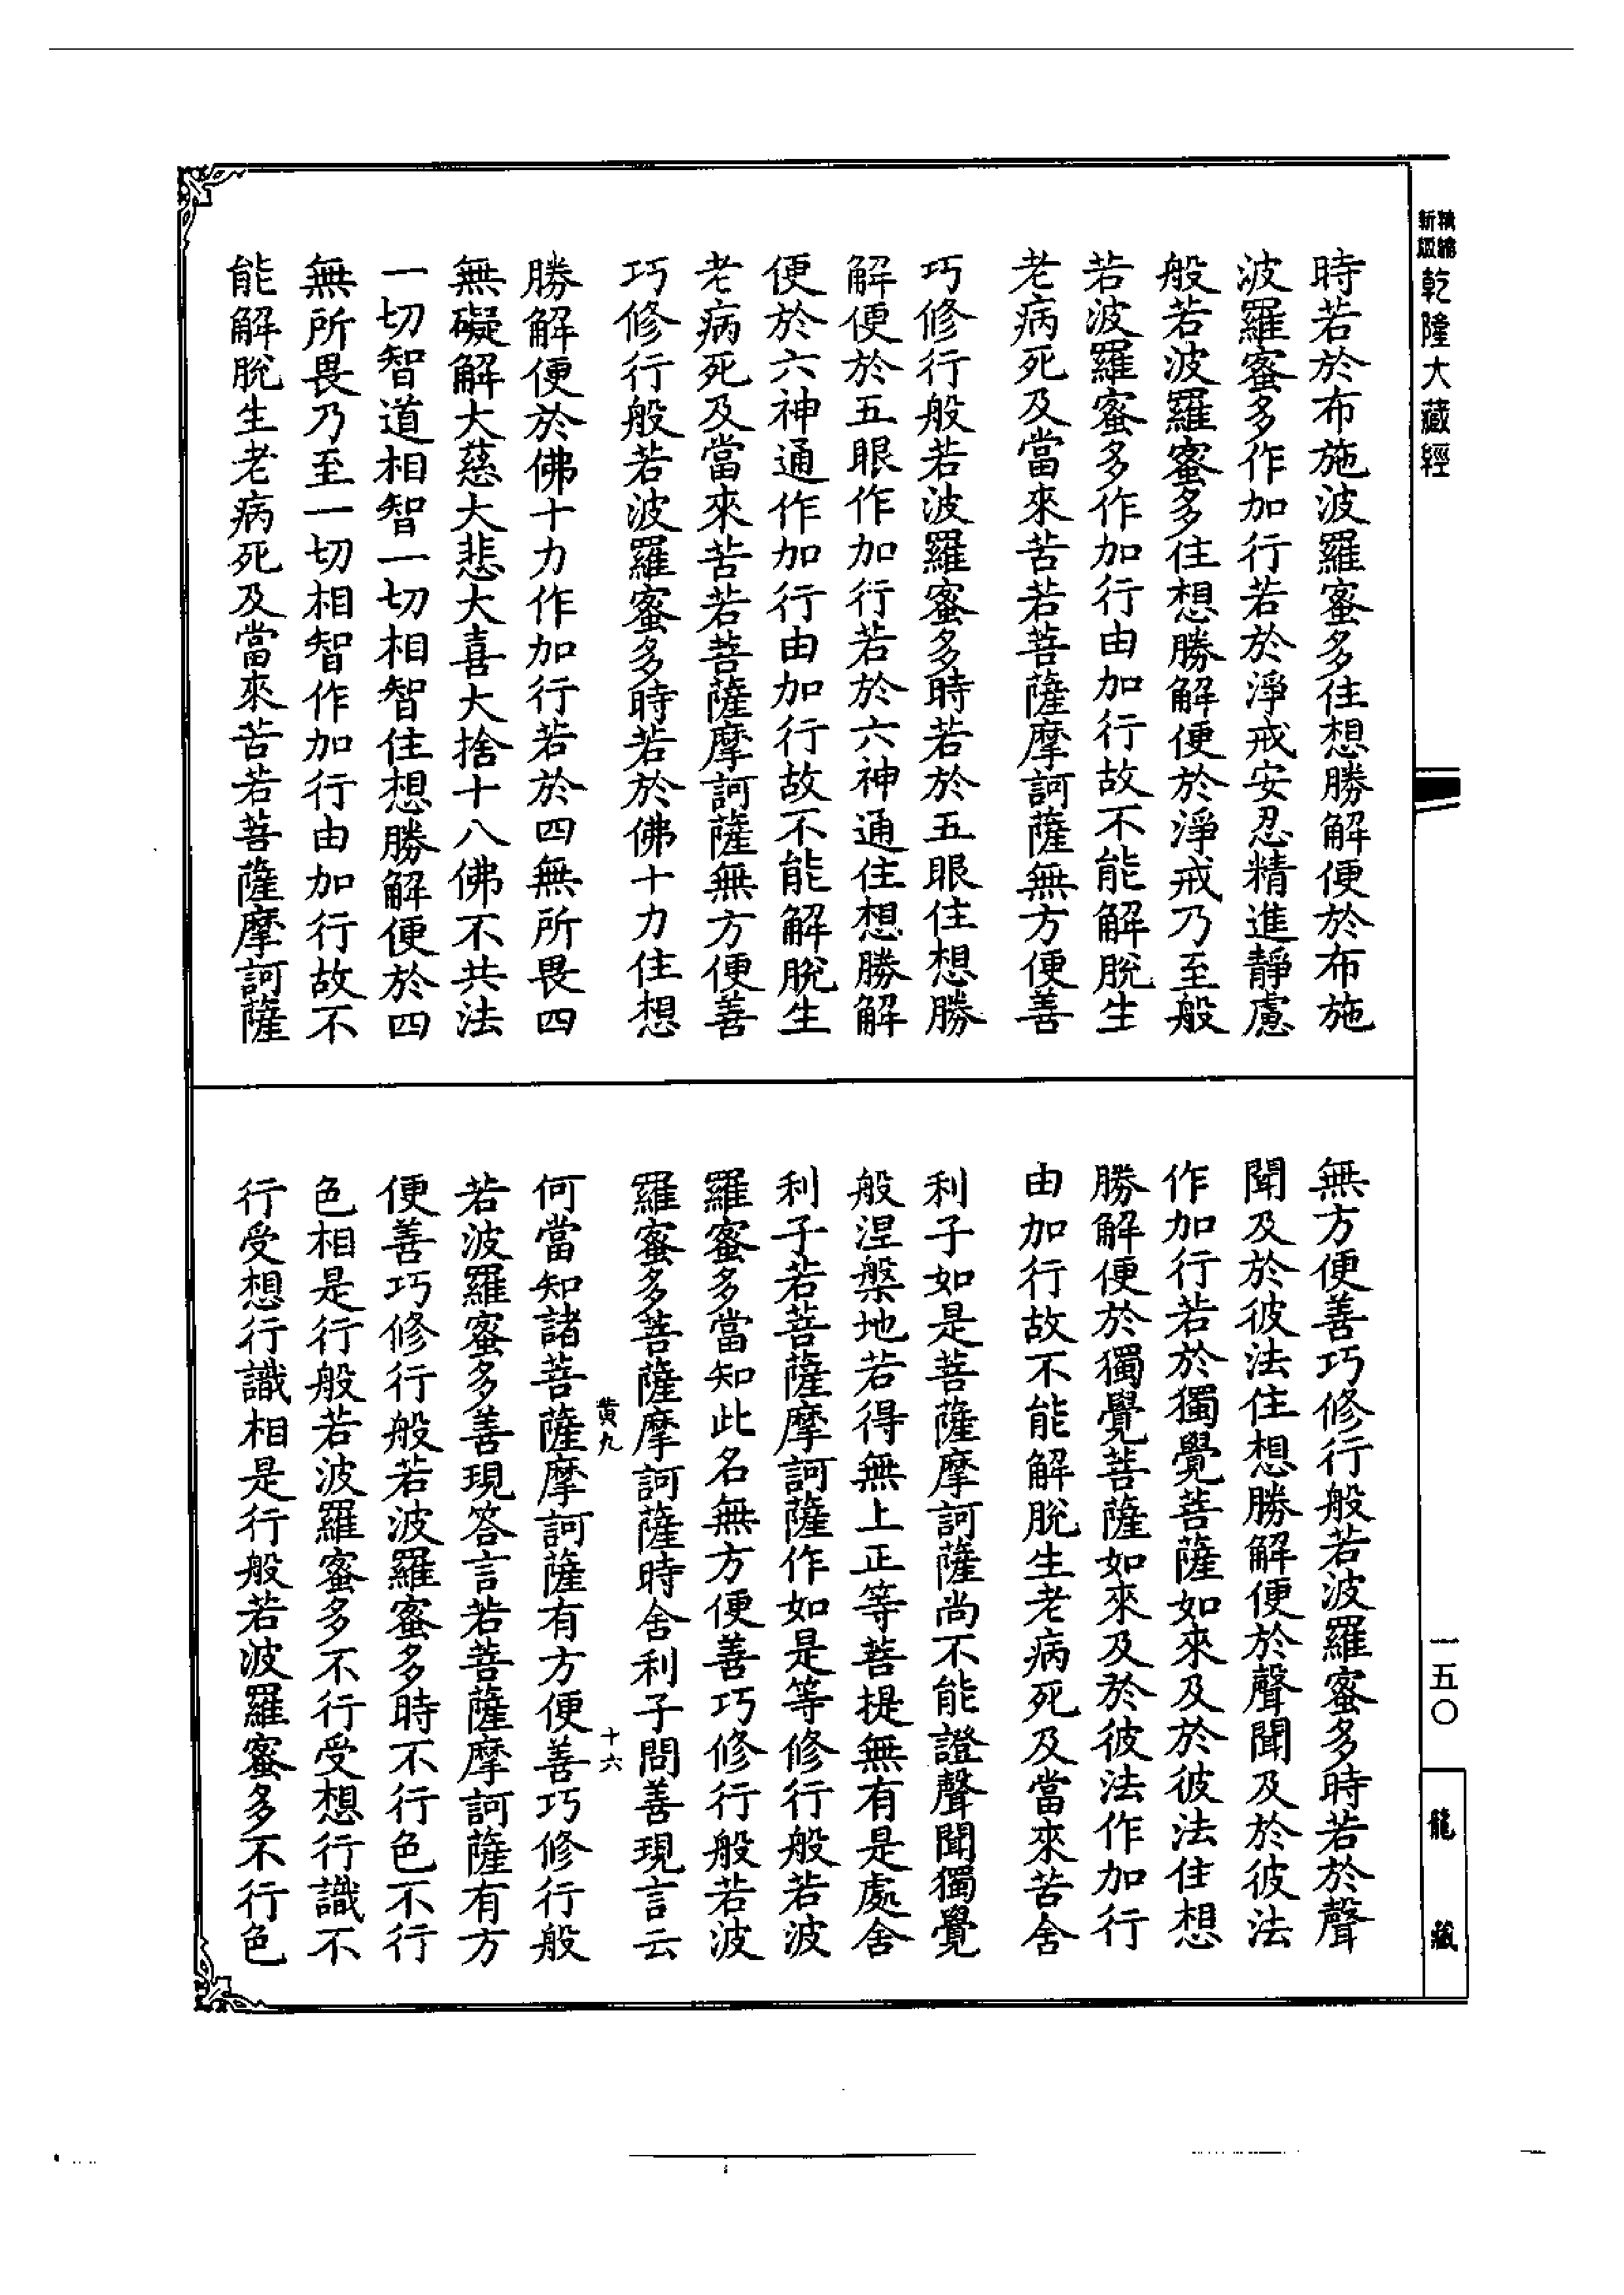 精編
新版
乾隆大藏經
時若於布施波羅蜜多住想勝解便於布施
波羅蜜多作加行若於淨戒安忍精進靜慮
般若波羅蜜多住想勝解便於淨戒乃至般
若波羅蜜多作加行由加行故不能解脫生
老病死及當來苦若菩薩摩訶薩無方便善
巧修行般若波羅蜜多時若於五眼住想勝
解便於五眼作加行若於六神通住想勝解
便於六神通作加行由加行故不能解脫生
老病死及當來苦若菩薩摩訶薩無方便善
巧修行般若波羅蜜多時若於佛十力住想
勝解便於佛十力作加行若於四無所畏四
無礙解大慈大悲大喜大捨十八佛不共法
一切智道相智一切相智住想勝解便於四
無所畏乃至一切相智作加行由加行故不
能解脫生老病死及當來苦若菩薩摩訶薩
無方便善巧修行般若波羅蜜多時若於聲
聞及於彼法住想勝解便於聲聞及於彼法
作加行若於獨覺菩薩如來及於彼法住想
勝解便於獨覺菩薩如來及於彼法作加行
由加行故不能解脫生老病死及當來苦舍
利子如是菩薩摩訶薩尚不能證聲聞獨覺
般涅槃地若得無上正等菩提無有是處舍
利子若菩薩摩訶薩作如是等修行般若波
羅蜜多當知此名無方便善巧修行般若波
羅蜜多菩薩摩訶薩時舍利子問善現言云
黃九
十六
何當知諸菩薩摩訶薩有方便善巧修行般
若波羅蜜多善現答言若菩薩摩訶薩有方
便善巧修行般若波羅蜜多時不行色不行
色相是行般若波羅蜜多不行受想行識不
行受想行識相是行般若波羅蜜多不行色
一五〇
龍藏